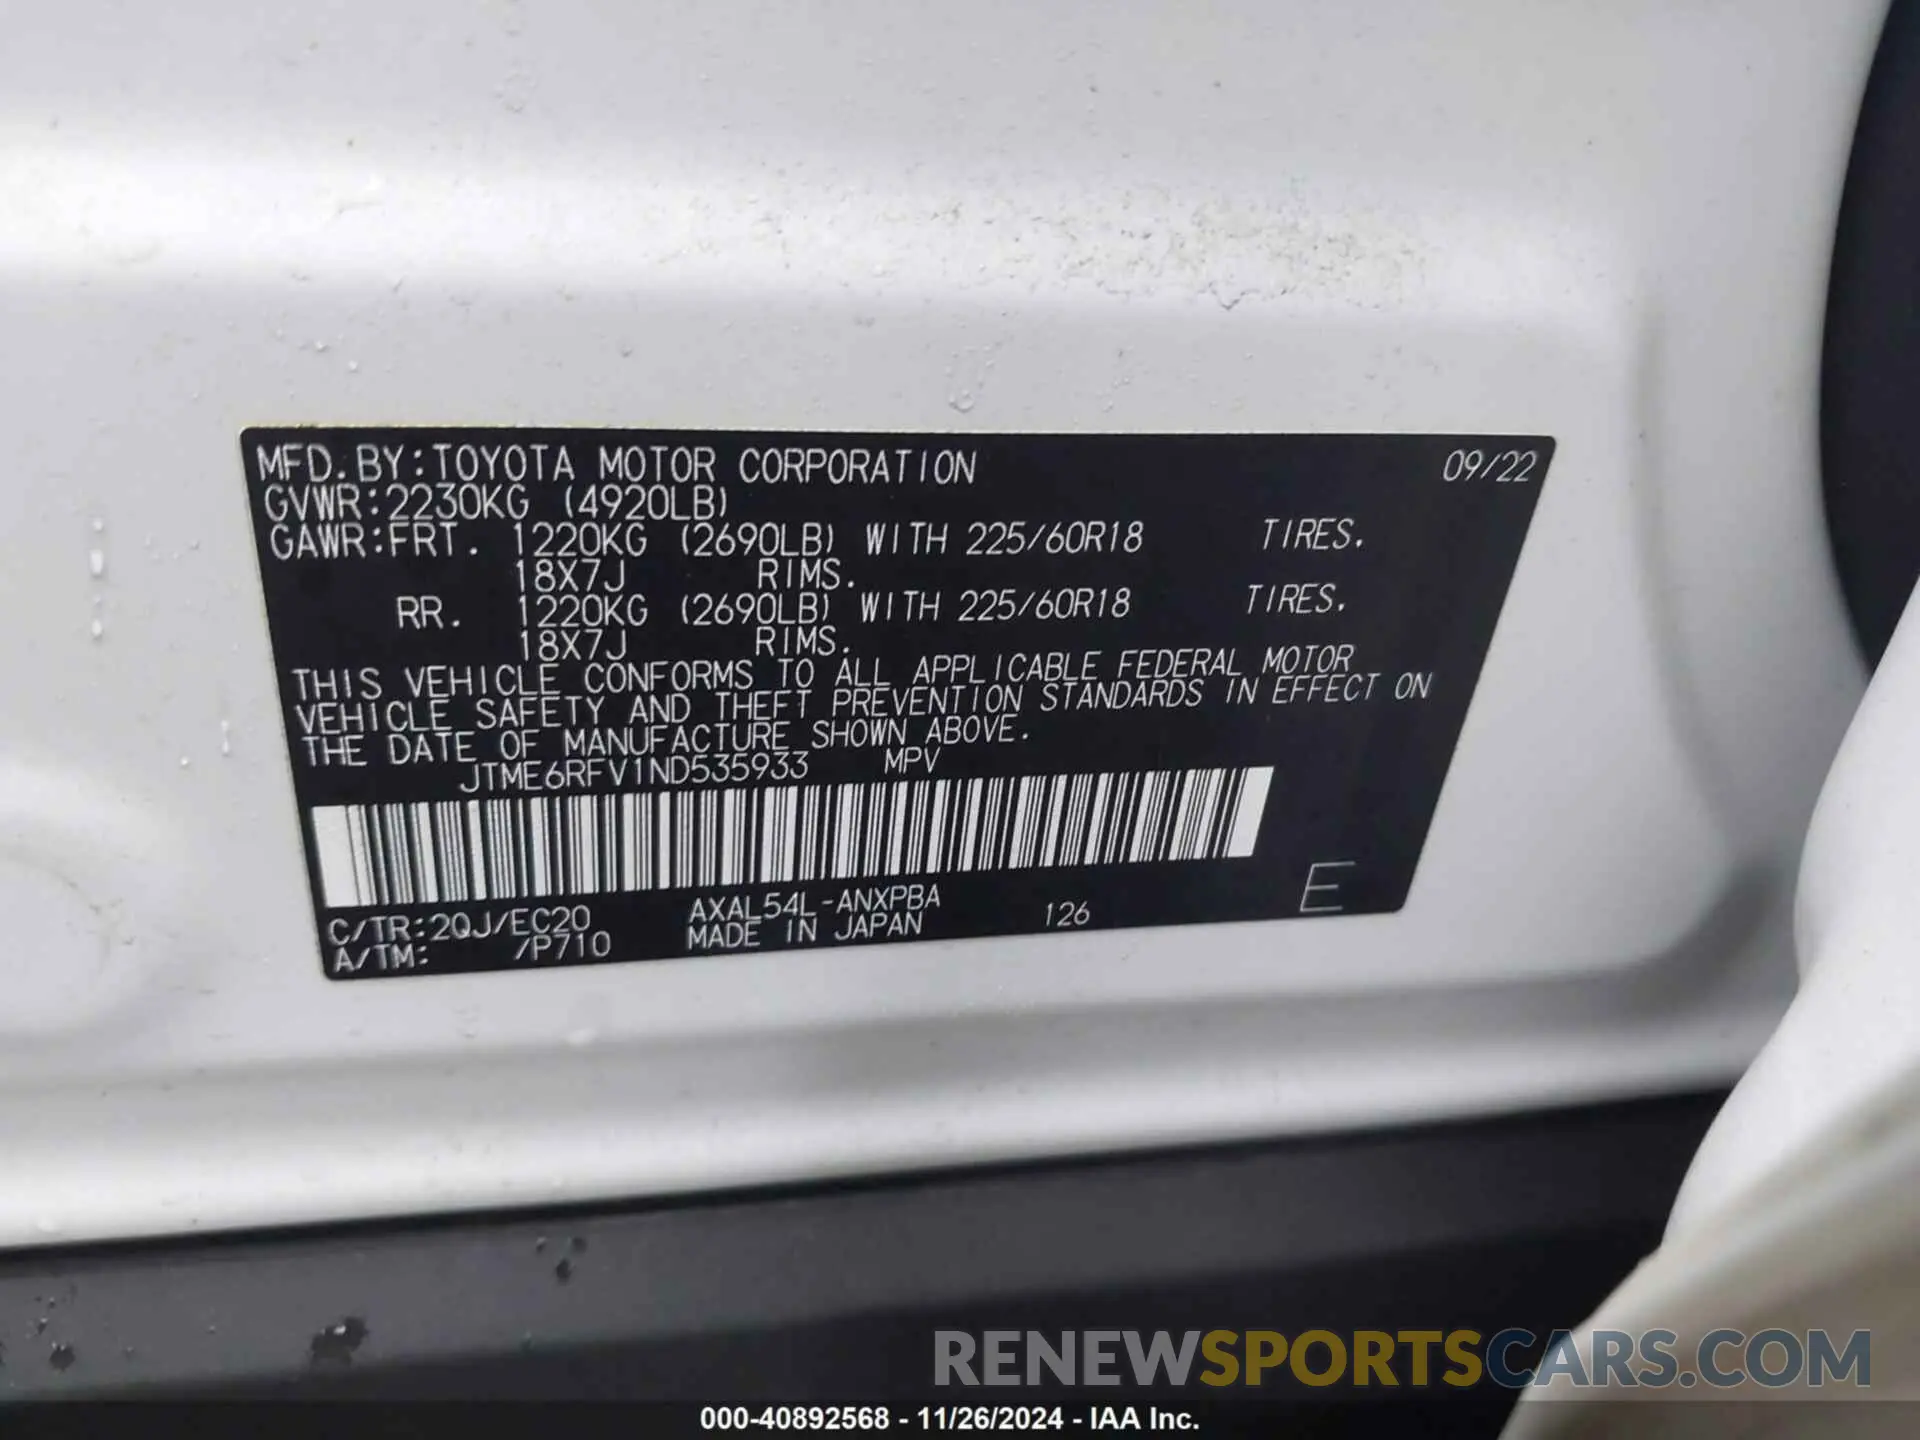 MFD.BY:TOYOTA MOTOR CORPORATION 09/22
GVWR:2230KG (4920LB)
GAWR:FRT. 1220KG (2690LB) WITH 225/60R18 TIRES.
18X7J RIMS.
RR. 1220KG (2690LB) WITH 225/60R18 TIRES.
18X7J RIMS.
THIS VEHICLE CONFORMS TO ALL APPLICABLE FEDERAL MOTOR
VEHICLE SAFETY AND THEFT PREVENTION STANDARDS IN EFFECT ON
THE DATE OF MANUFACTURE SHOWN ABOVE.
JTME6RFV1ND535933 MPV
C/TR:2QJ/EC20 AXAL54L-ANXPBA 126 E
A/TM: /P710 MADE IN JAPAN
RENEWSPORTSCARS.COM
000-40892568 - 11/26/2024 - IAA Inc.